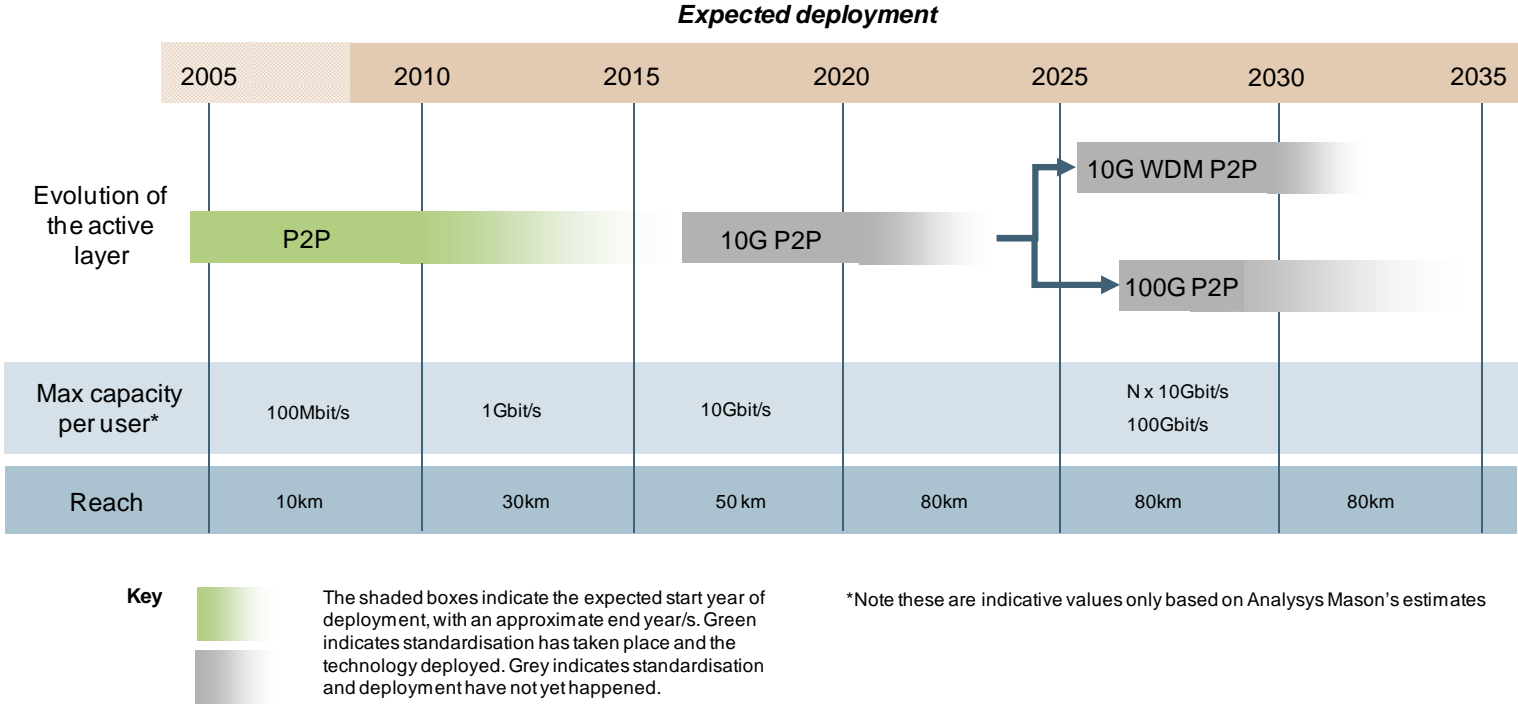 Expected deployment
2005 2010 2015 2020 2025 2030 2035
Evolution of
the active
layer
P2P
10G P2P
10G WDM P2P
100G P2P
Max capacity
per user*
100Mbit/s
1Gbit/s
10Gbit/s
N x 10Gbit/s
100Gbit/s
Reach
10km
30km
50 km
80km
80km
80km
Key
The shaded boxes indicate the expected start year of
deployment, with an approximate end year/s. Green
indicates standardisation has taken place and the
technology deployed. Grey indicates standardisation
and deployment have not yet happened.
*Note these are indicative values only based on Analysys Mason's estimates